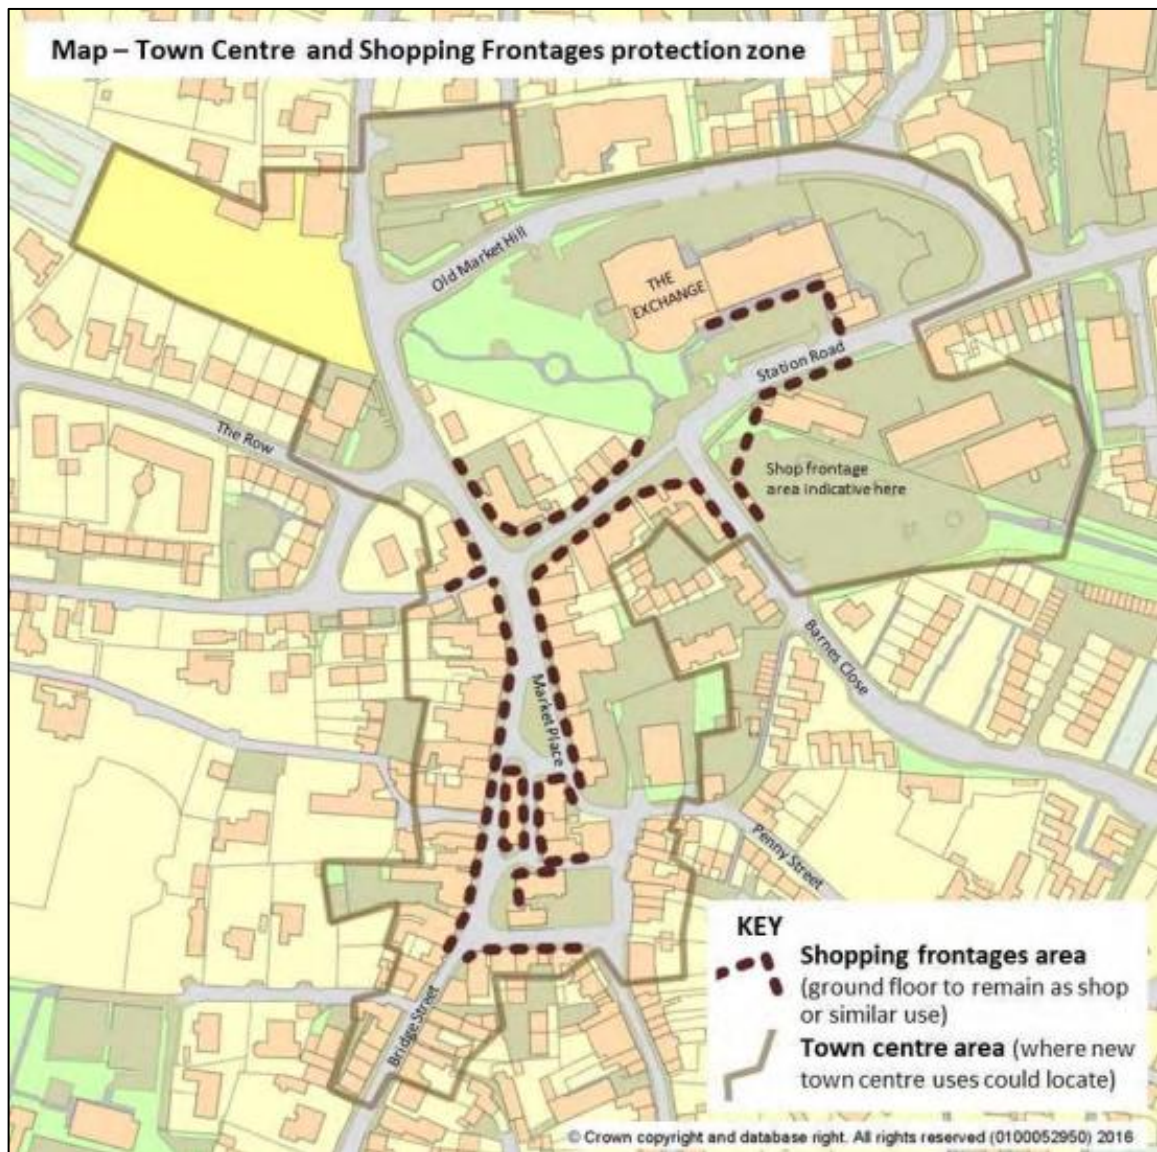 Map – Town Centre and Shopping Frontages protection zone
Old Market Hill
THE
EXCHANGE
Station Road
The Row
Shop frontage
area indicative here
Market Place
Barnes Close
Penny Street
Bridge Street
KEY
Shopping frontages area
(ground floor to remain as shop
or similar use)
Town centre area (where new
town centre uses could locate)
© Crown copyright and database right. All rights reserved (0100052950) 2016